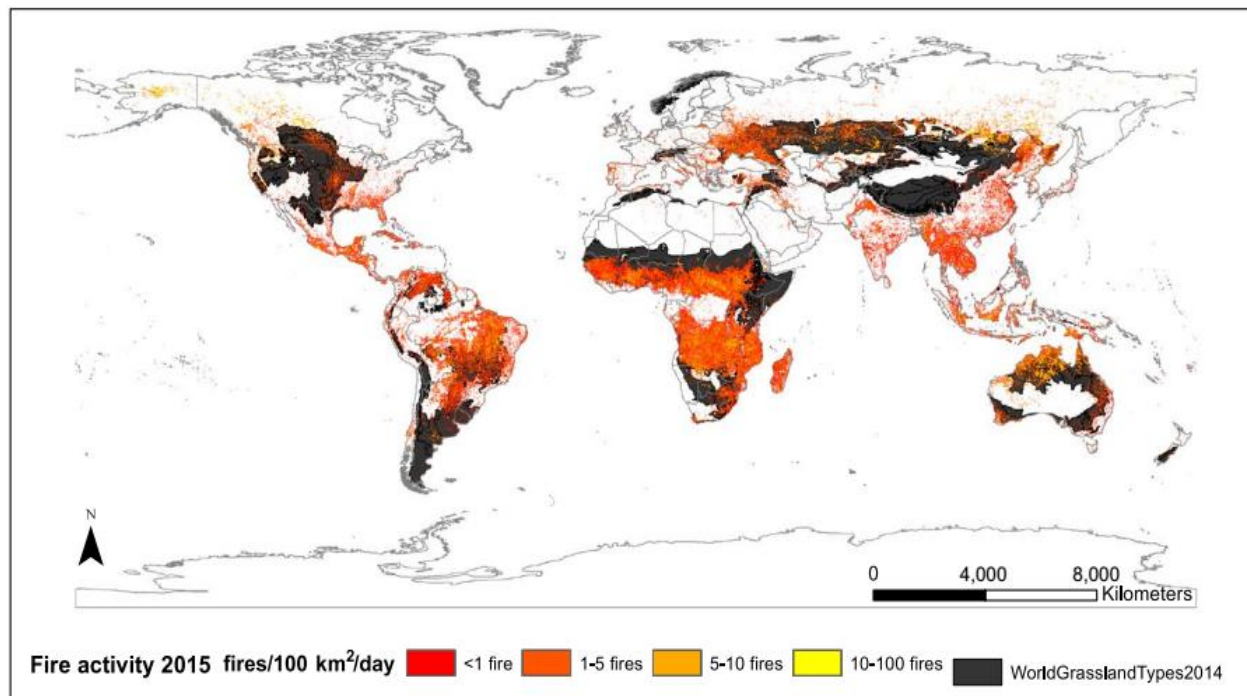 N
0 4,000 8,000
Kilometers
Fire activity 2015 fires/100 km²/day <1 fire 1-5 fires 5-10 fires 10-100 fires WorldGrasslandTypes2014